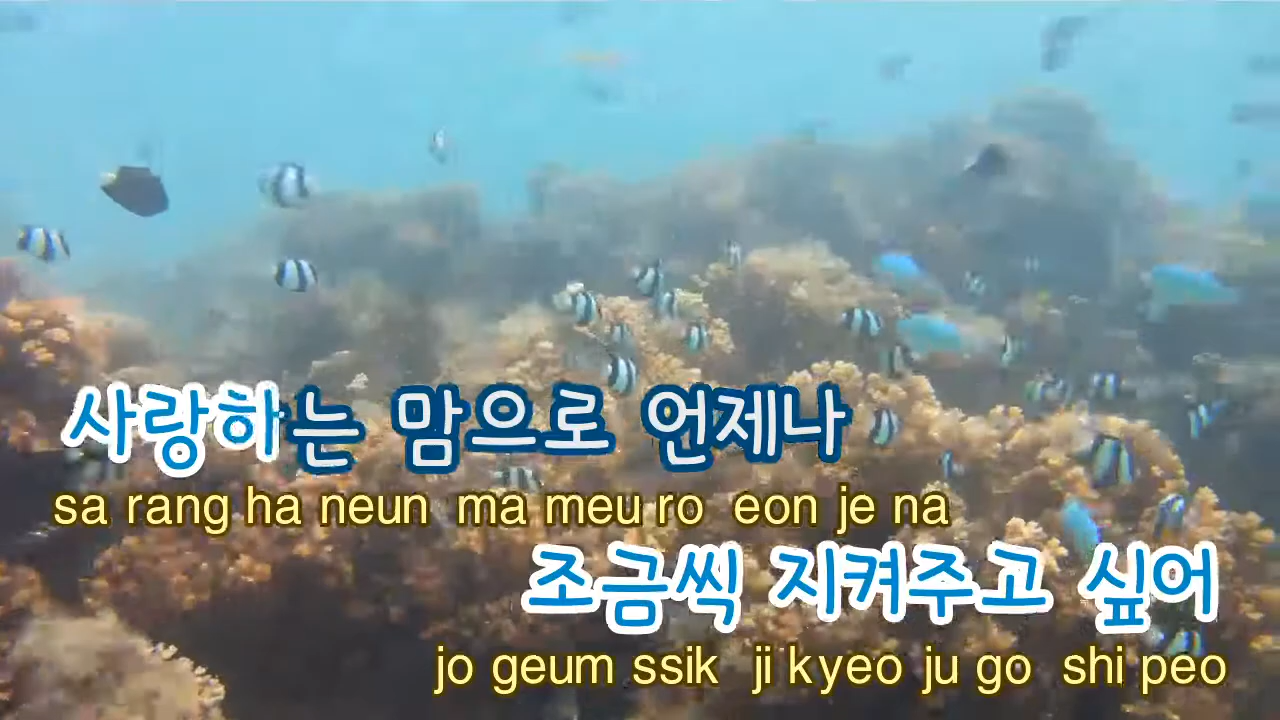 사랑하는 맘으로 언제나
sa rang ha neun ma meu ro eon je na
조금씩 지켜주고 싶어
jo geum ssik ji kyeo ju go shi peo